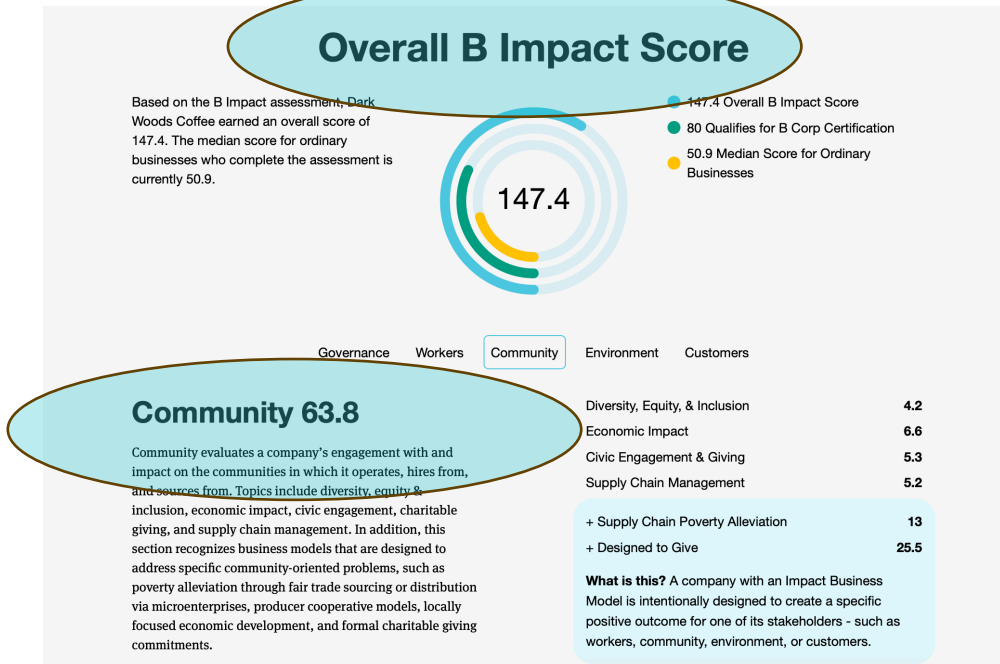 Overall B Impact Score
Based on the B Impact assessment, Dark
Woods Coffee earned an overall score of
147.4. The median score for ordinary
businesses who complete the assessment is
currently 50.9.
147.4
147.4 Overall B Impact Score
80 Qualifies for B Corp Certification
50.9 Median Score for Ordinary
Businesses
Governance Workers Community Environment Customers
Community 63.8
Community evaluates a company’s engagement with and
impact on the communities in which it operates, hires from,
and sources from. Topics include diversity, equity &
inclusion, economic impact, civic engagement, charitable
giving, and supply chain management. In addition, this
section recognizes business models that are designed to
address specific community-oriented problems, such as
poverty alleviation through fair trade sourcing or distribution
via microenterprises, producer cooperative models, locally
focused economic development, and formal charitable giving
commitments.
Diversity, Equity, & Inclusion 4.2
Economic Impact 6.6
Civic Engagement & Giving 5.3
Supply Chain Management 5.2
+ Supply Chain Poverty Alleviation 13
+ Designed to Give 25.5
What is this? A company with an Impact Business
Model is intentionally designed to create a specific
positive outcome for one of its stakeholders - such as
workers, community, environment, or customers.